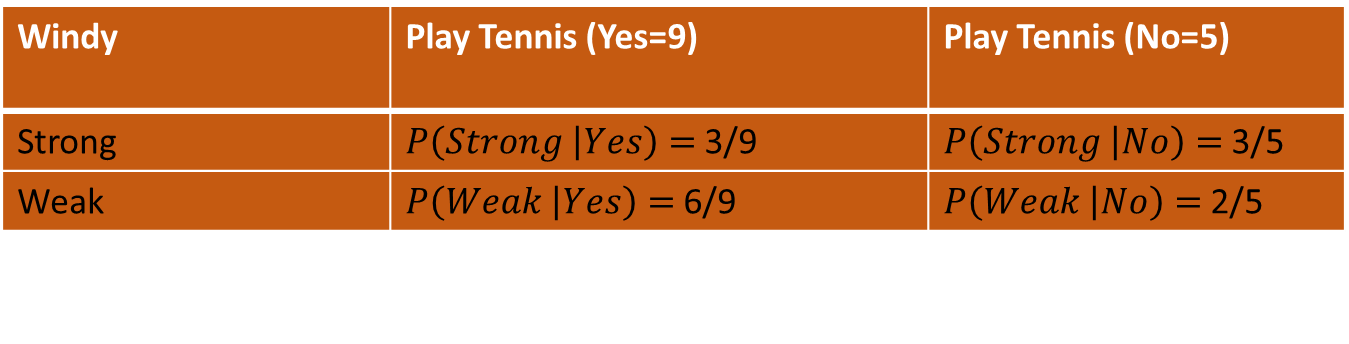 Windy Play Tennis (Yes=9) Play Tennis (No=5)
Strong P(Strong |Yes) = 3/9 P(Strong |No) = 3/5
Weak P(Weak |Yes) = 6/9 P(Weak |No) = 2/5